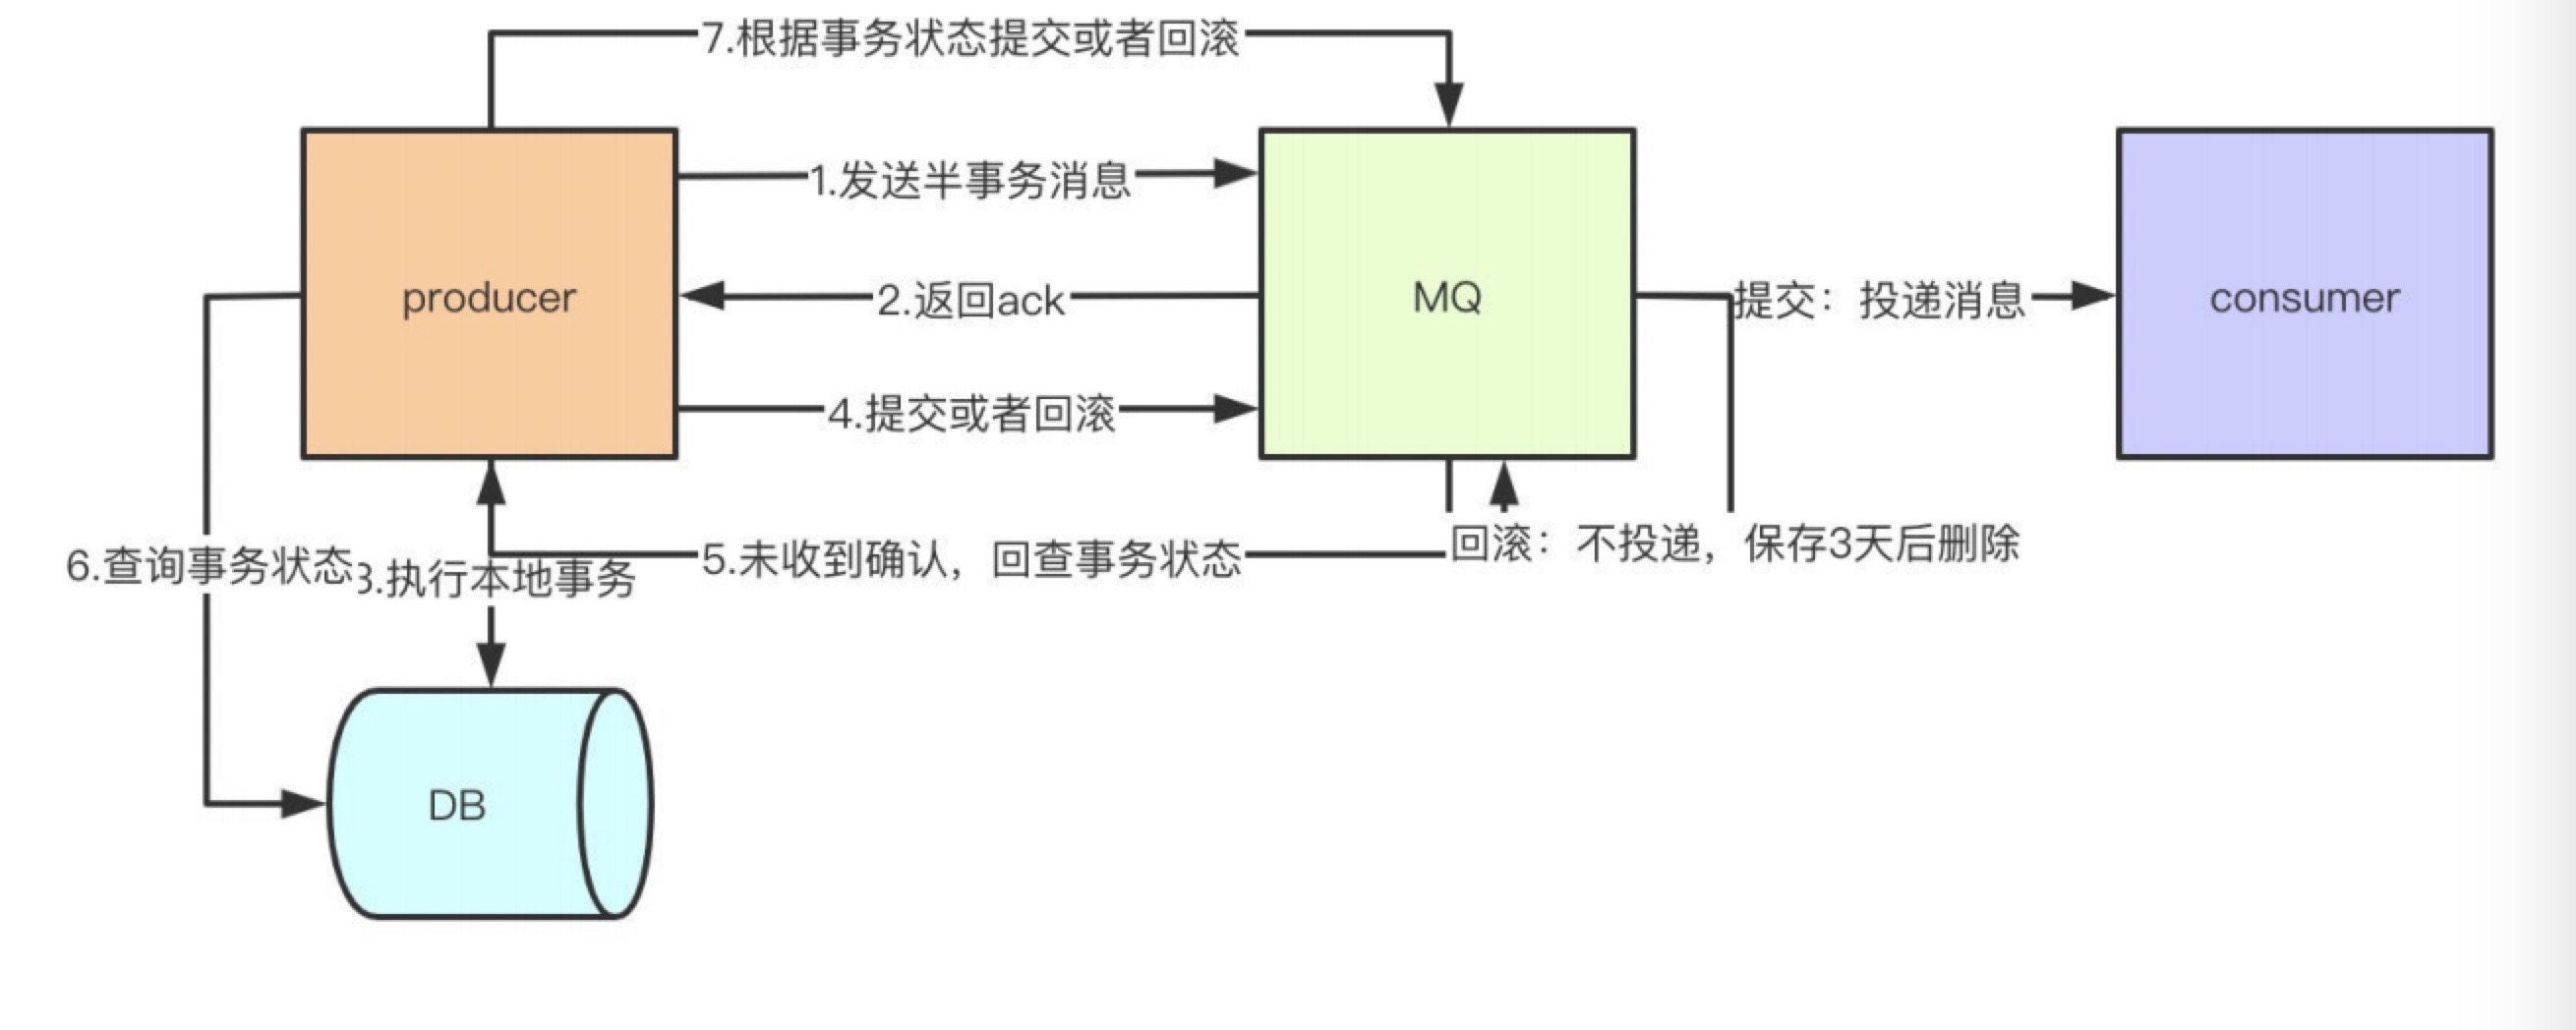 7.根据事务状态提交或者回滚
1.发送半事务消息
producer
2.返回ack
MQ
提交：投递消息
consumer
4.提交或者回滚
回滚：不投递，保存3天后删除
5.未收到确认，回查事务状态
6.查询事务状态
3.执行本地事务
DB